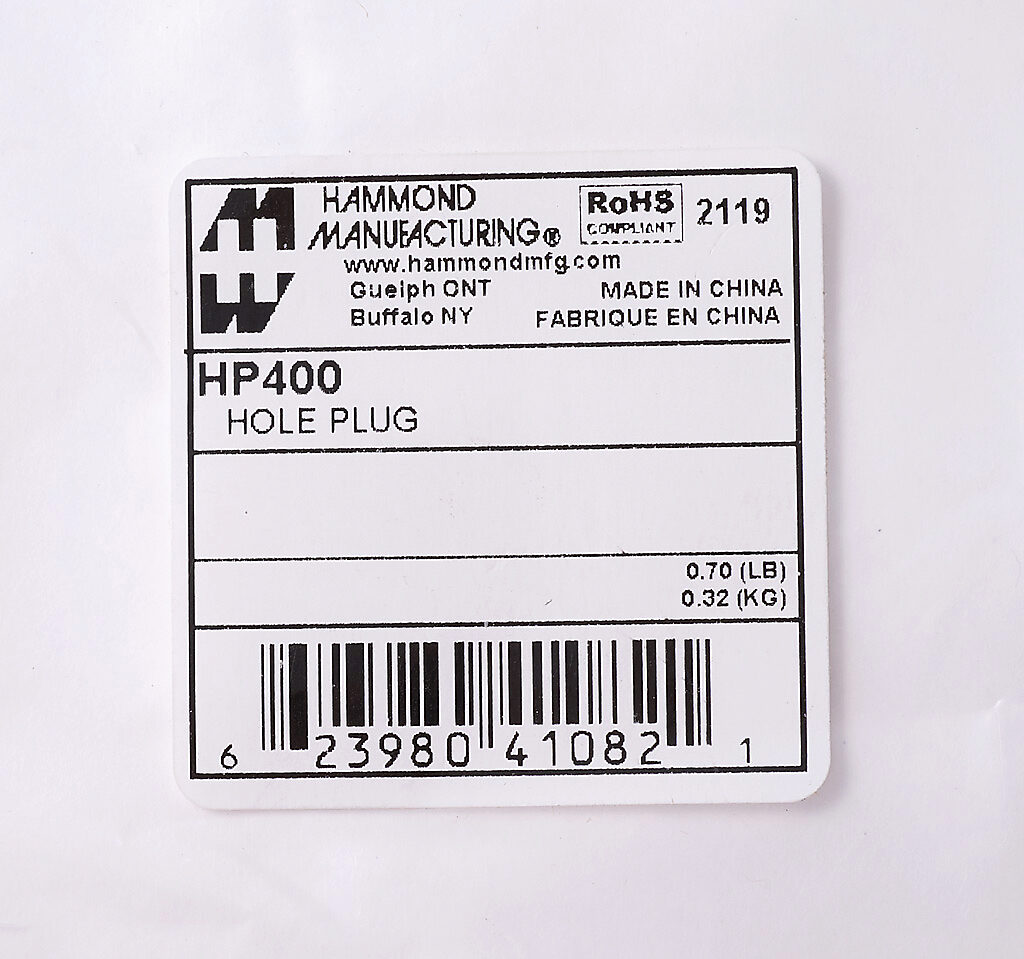 HAMMOND
MANUFACTURING®
RoHS
COMPLIANT
2119
www.hammondmfg.com
Guelph ONT
Buffalo NY
MADE IN CHINA
FABRIQUE EN CHINA
HP400
HOLE PLUG
0.70 (LB)
0.32 (KG)
6 23980 41082 1